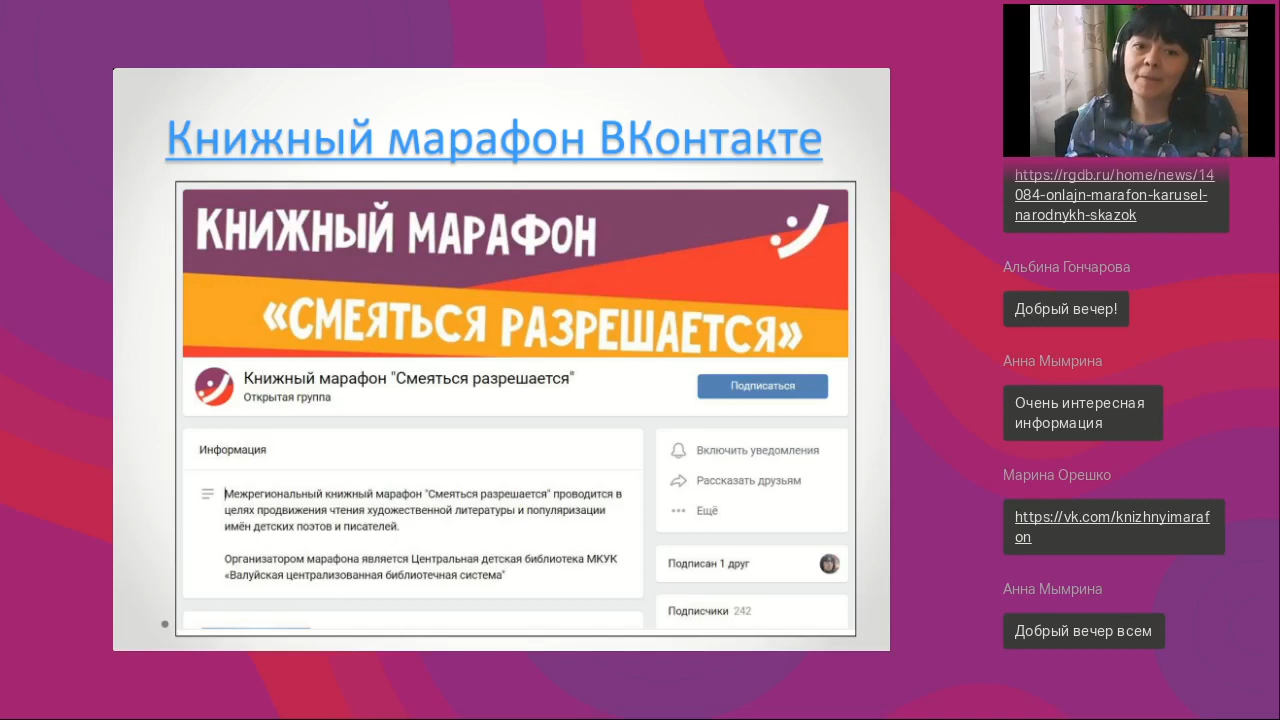 Книжный марафон ВКонтакте
КНИЖНЫЙ МАРАФОН
«СМЕЯТЬСЯ РАЗРЕШАЕТСЯ»
Книжный марафон "Смеяться разрешается"
Открытая группа
Подписаться
Информация
Межрегиональный книжный марафон "Смеяться разрешается" проводится в
целях продвижения чтения художественной литературы и популяризации
имён детских поэтов и писателей.
Организатором марафона является Центральная детская библиотека МКУК
«Валуйская централизованная библиотечная система"
Включить уведомления
Рассказать друзьям
Ещё
Подписан 1 друг
Подписчики 242
https://rgdb.ru/home/news/14
084-onlajn-marafon-karusel-
narodnykh-skazok
Альбина Гончарова
Добрый вечер!
Анна Мымрина
Очень интересная
информация
Марина Орешко
https://vk.com/knizhnyimaraf
on
Анна Мымрина
Добрый вечер всем